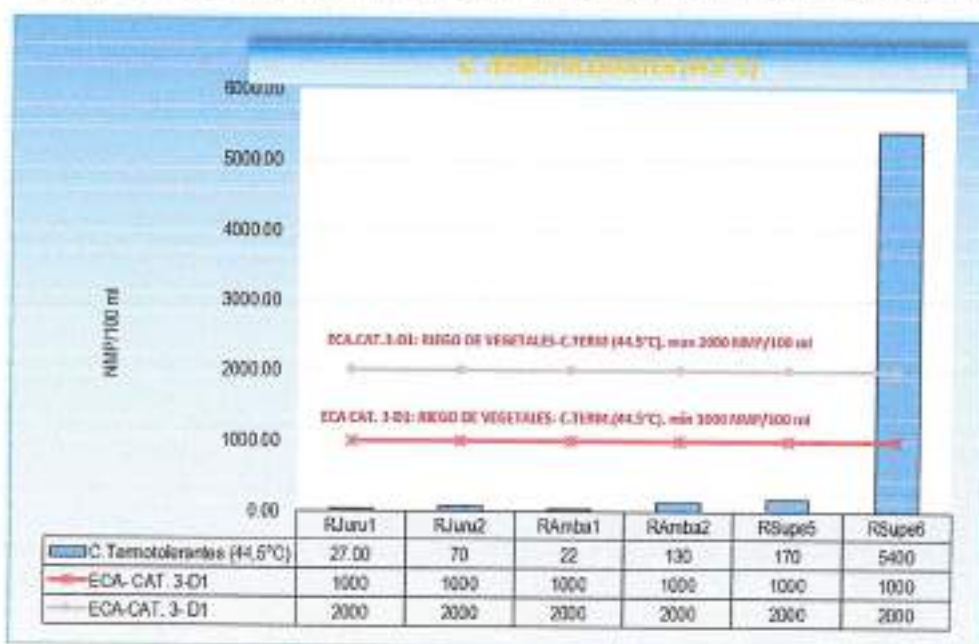 C. TERMOTOLERANTES (44.5°C)
6000.00
5000.00
4000.00
3000.00
2000.00
1000.00
0.00
NMP/100 ml
ECA.CAT.3-D1: RIEGO DE VEGETALES-C.TERM.(44.5°C). max 2000 NMP/100 ml
ECA CAT. 3-D1: RIEGO DE VEGETALES- C.TERM.(44.5°C). min 1000 NMP/100 ml
RJuru1 RJuru2 RAmba1 RAmba2 RSupe5 RSupe6
C.Termotolerantes (44,5°C) 27.00 70 22 130 170 5400
ECA- CAT. 3-D1 1000 1000 1000 1000 1000 1000
ECA-CAT. 3- D1 2000 2000 2000 2000 2000 2000